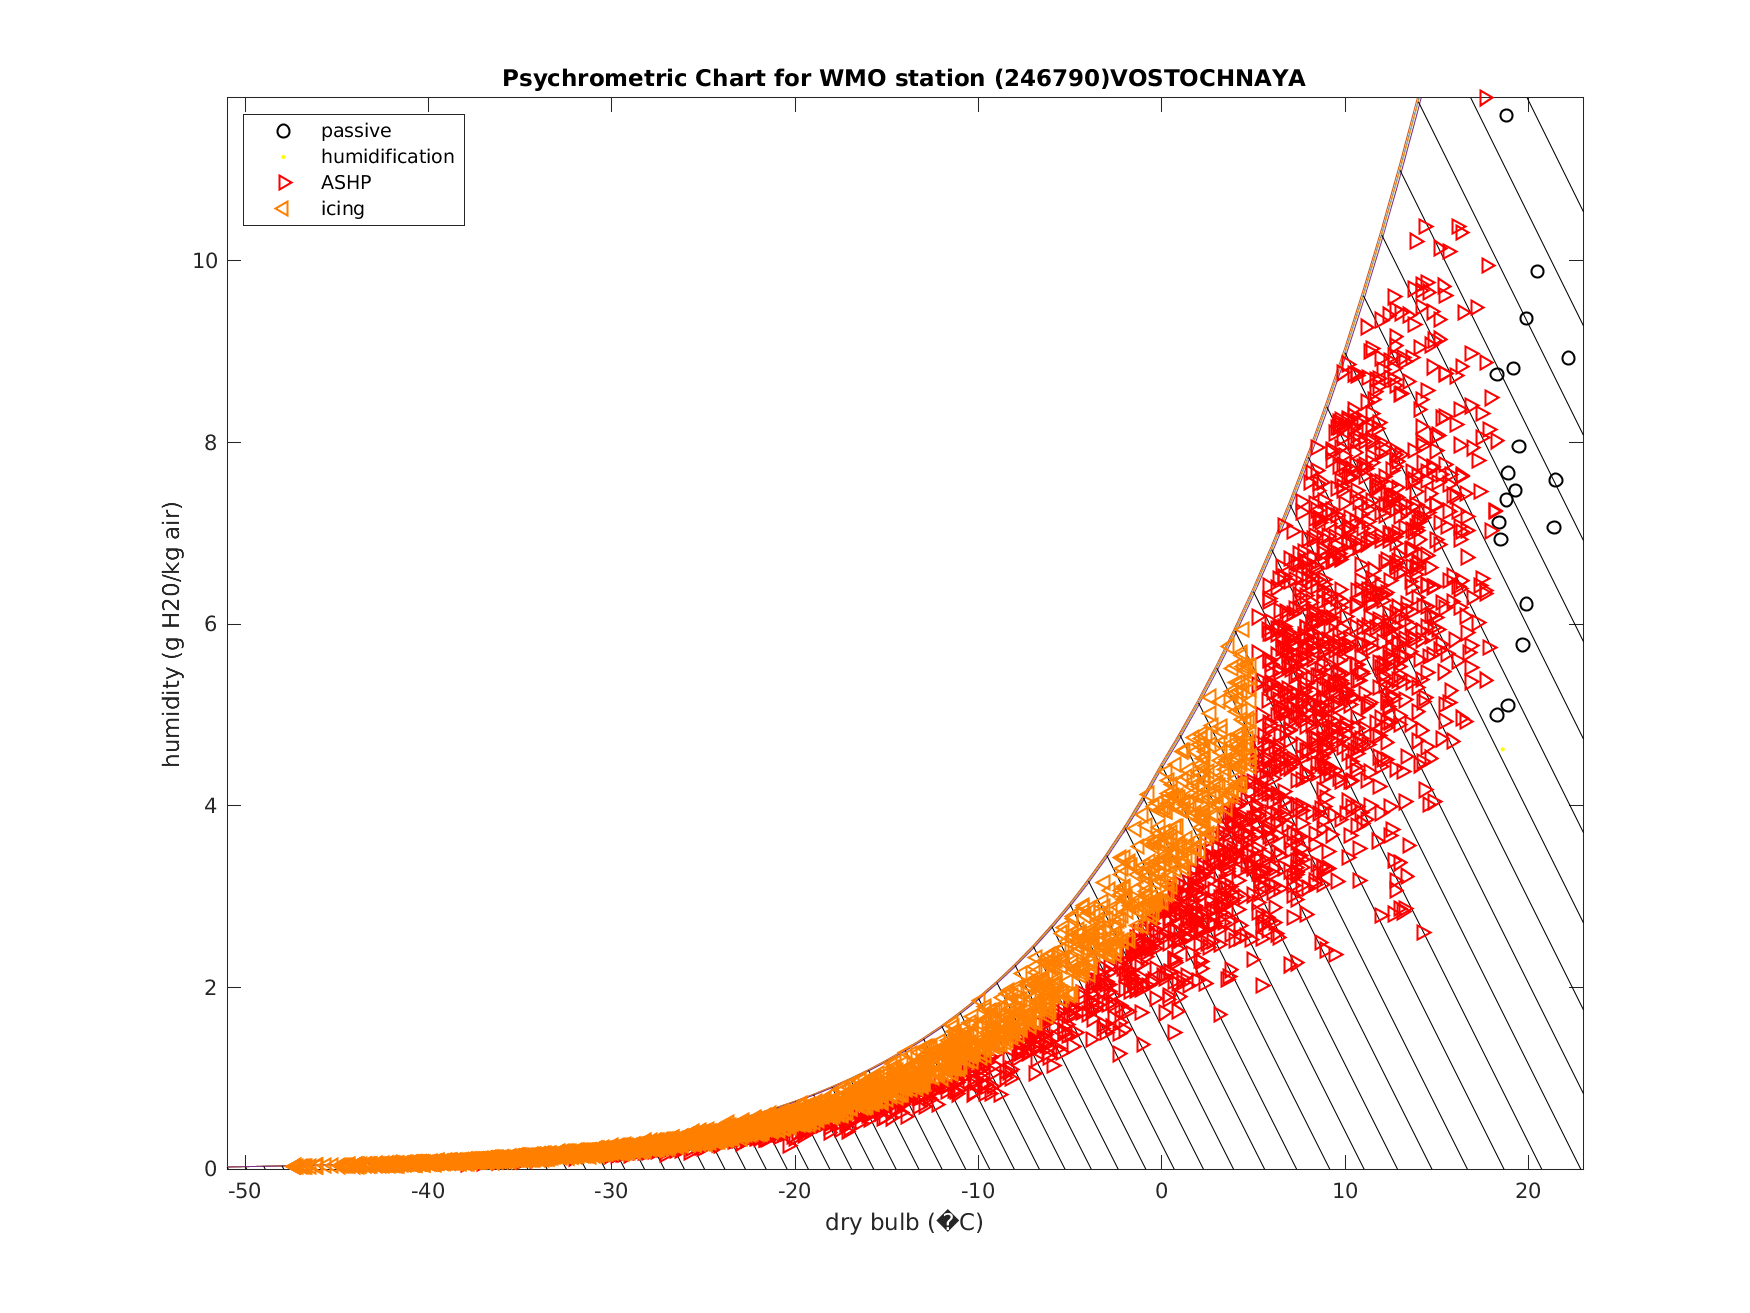 Psychrometric Chart for WMO station (246790)VOSTOCHNAYA
passive
humidification
ASHP
icing
humidity (g H20/kg air)
10
8
6
4
2
0
-50 -40 -30 -20 -10 0 10 20
dry bulb (�C)